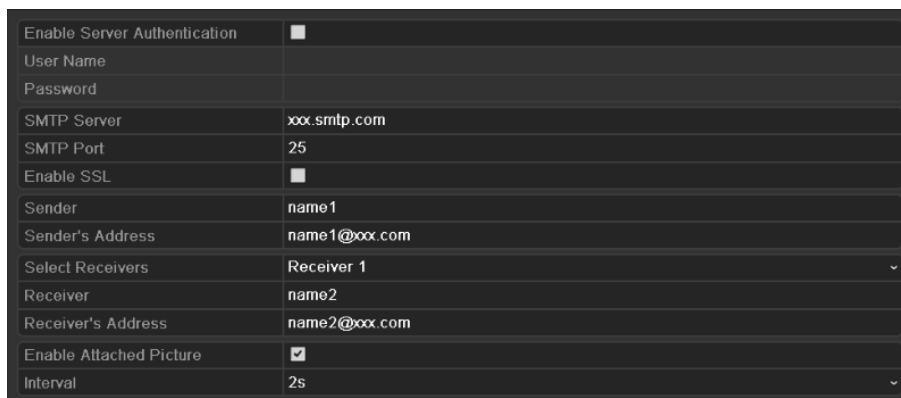 Enable Server Authentication
User Name
Password
SMTP Server xxx.smtp.com
SMTP Port 25
Enable SSL
Sender name1
Sender's Address name1@xxx.com
Select Receivers Receiver 1
Receiver name2
Receiver's Address name2@xxx.com
Enable Attached Picture
Interval 2s